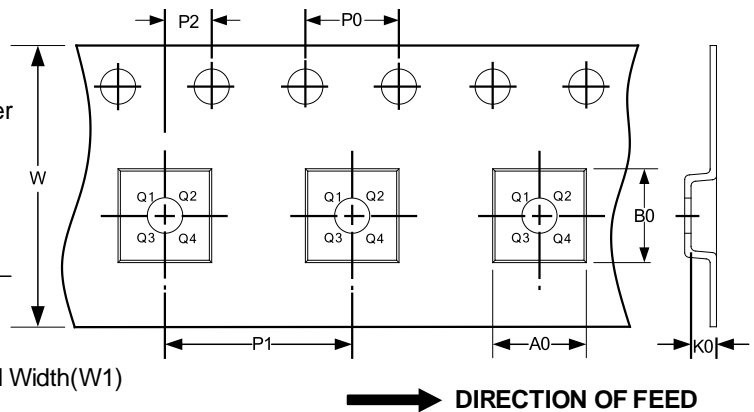 P2 P0
er
W
Q1 Q2 Q1 Q2 Q1 Q2
B0
Q3 Q4 Q3 Q4 Q3 Q4
P1 A0 K0
l Width(W1)
DIRECTION OF FEED